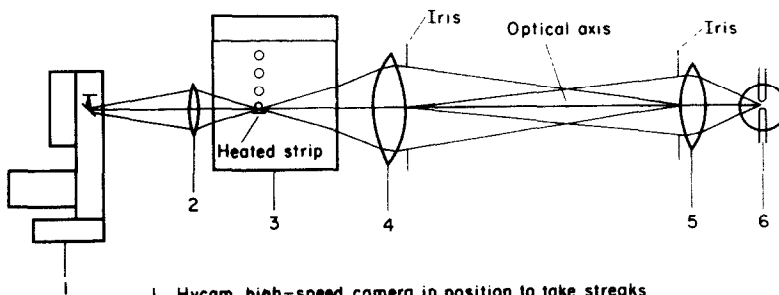 Iris
Optical axis
Iris
Heated strip
2
3
4
5
6
1
1 Hycam high-speed camera in position to take streaks